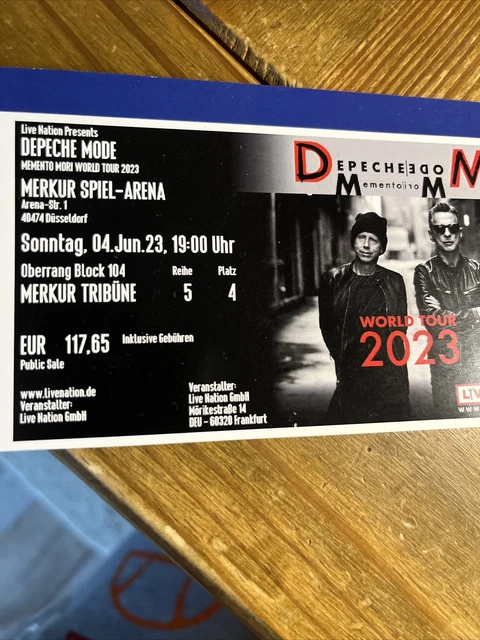 Live Nation Presents
DEPECHE MODE
MEMENTO MORI WORLD TOUR 2023
MERKUR SPIEL-ARENA
Arena-Str. 1
40474 Düsseldorf
Sonntag, 04.Jun.23, 19:00 Uhr
Oberrang Block 104 Reihe Platz
MERKUR TRIBÜNE 5 4
EUR 117,65 Inklusive Gebühren
Public Sale
www.livenation.de
Veranstalter:
Live Nation GmbH
Veranstalter:
Live Nation GmbH
Mörikestraße 14
DEU - 60320 Frankfurt
DEPECHE MODE M
Memento Mori M
WORLD TOUR
2023
LIV
WWW